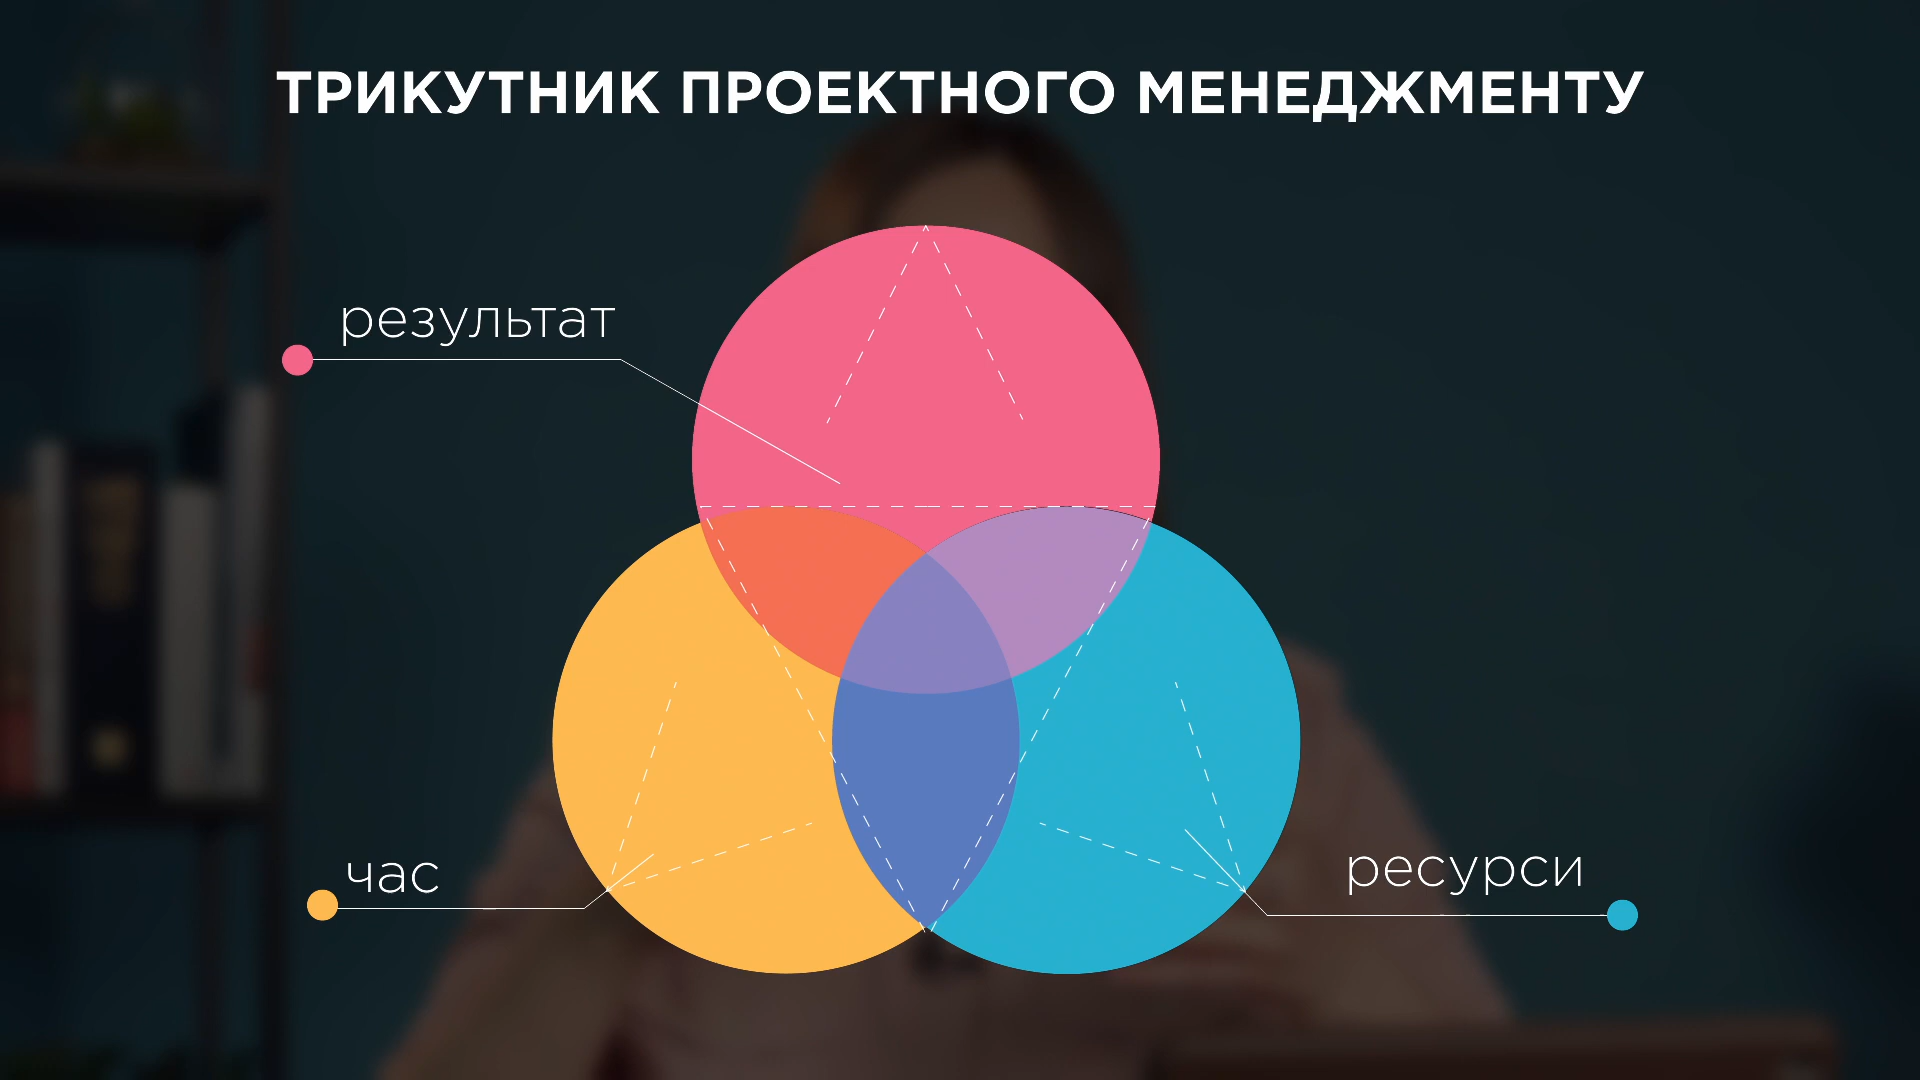 ТРИКУТНИК ПРОЕКТНОГО МЕНЕДЖМЕНТУ
результат
час
ресурси